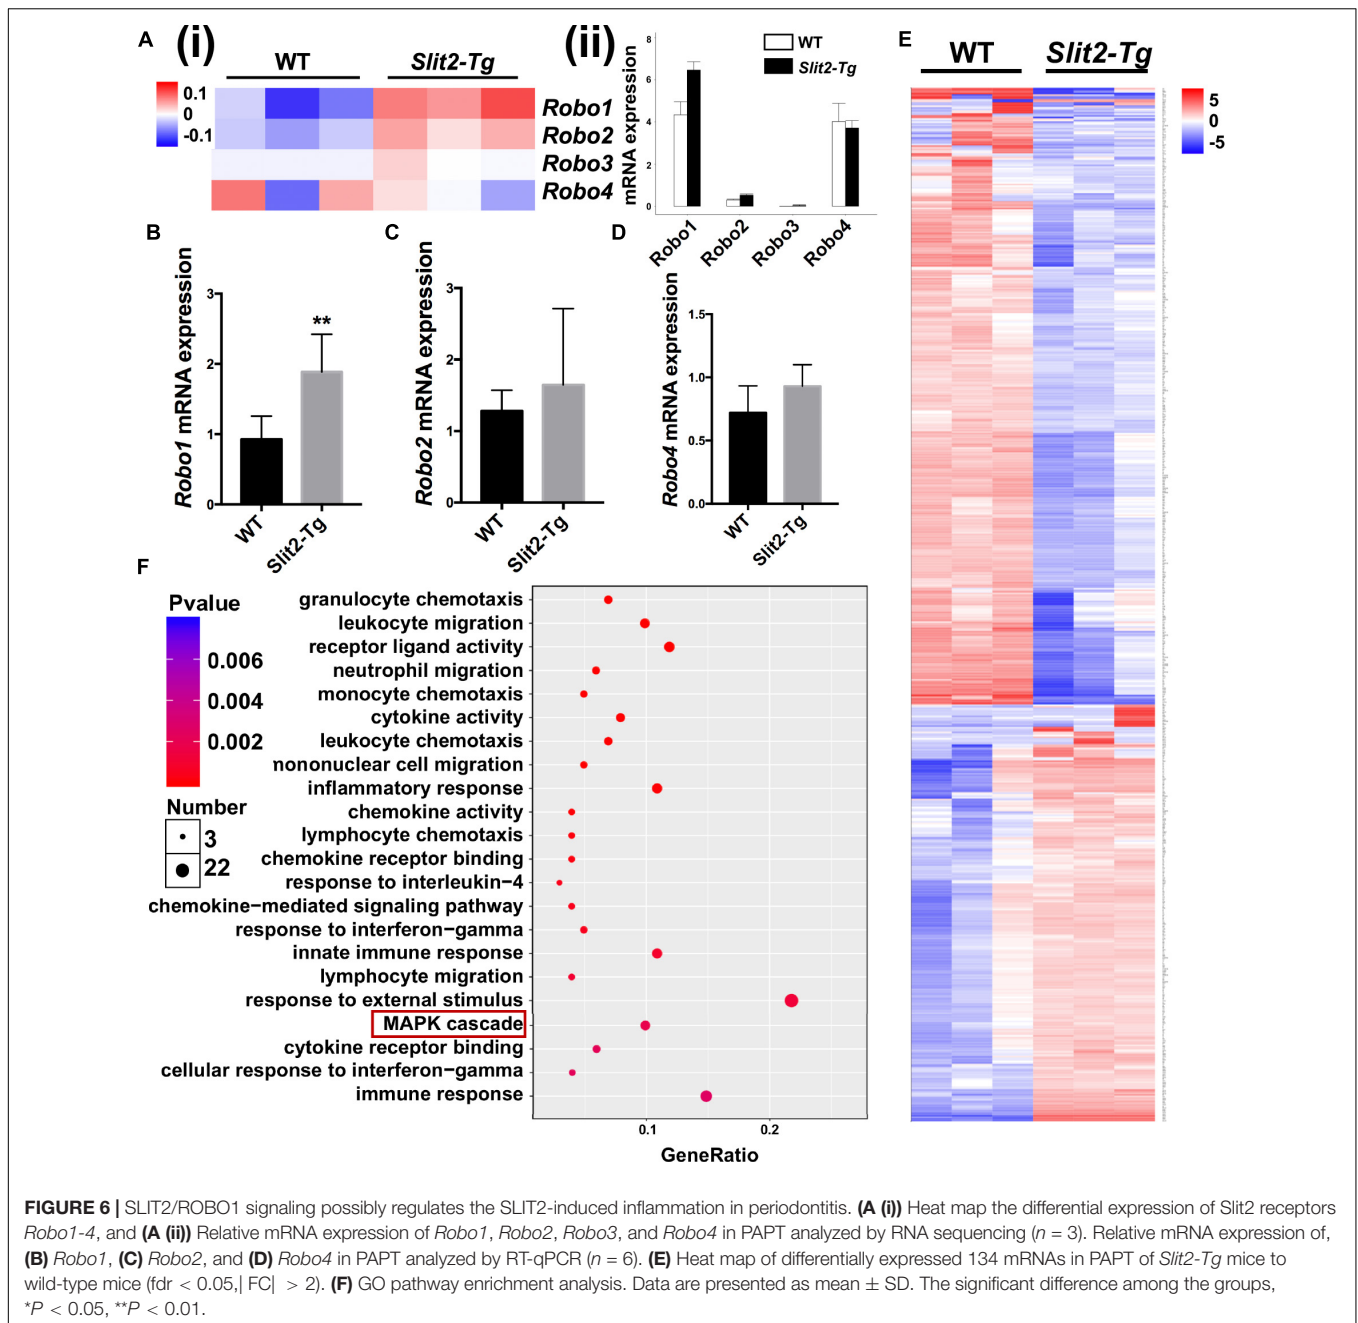 A (i) (ii) E
WT Slit2-Tg
0.1
0
-0.1
Robo1
Robo2
Robo3
Robo4
mRNA expression
8
6
4
2
0
WT
Slit2-Tg
Robo1 Robo2 Robo3 Robo4
WT Slit2-Tg
5
0
-5
B
Robo1 mRNA expression
3
2
1
0
**
WT Slit2-Tg
C
Robo2 mRNA expression
3
2
1
0
WT Slit2-Tg
D
Robo4 mRNA expression
1.5
1.0
0.5
0.0
WT Slit2-Tg
F
Pvalue
0.006
0.004
0.002
Number
3
22
granulocyte chemotaxis
leukocyte migration
receptor ligand activity
neutrophil migration
monocyte chemotaxis
cytokine activity
leukocyte chemotaxis
mononuclear cell migration
inflammatory response
chemokine activity
lymphocyte chemotaxis
chemokine receptor binding
response to interleukin−4
chemokine−mediated signaling pathway
response to interferon−gamma
innate immune response
lymphocyte migration
response to external stimulus
MAPK cascade
cytokine receptor binding
cellular response to interferon−gamma
immune response
0.1 0.2
GeneRatio
FIGURE 6 | SLIT2/ROBO1 signaling possibly regulates the SLIT2-induced inflammation in periodontitis. (A (i)) Heat map the differential expression of Slit2 receptors
Robo1-4, and (A (ii)) Relative mRNA expression of Robo1, Robo2, Robo3, and Robo4 in PAPT analyzed by RNA sequencing (n = 3). Relative mRNA expression of,
(B) Robo1, (C) Robo2, and (D) Robo4 in PAPT analyzed by RT-qPCR (n = 6). (E) Heat map of differentially expressed 134 mRNAs in PAPT of Slit2-Tg mice to
wild-type mice (fdr < 0.05,| FC| > 2). (F) GO pathway enrichment analysis. Data are presented as mean ± SD. The significant difference among the groups,
*P < 0.05, **P < 0.01.